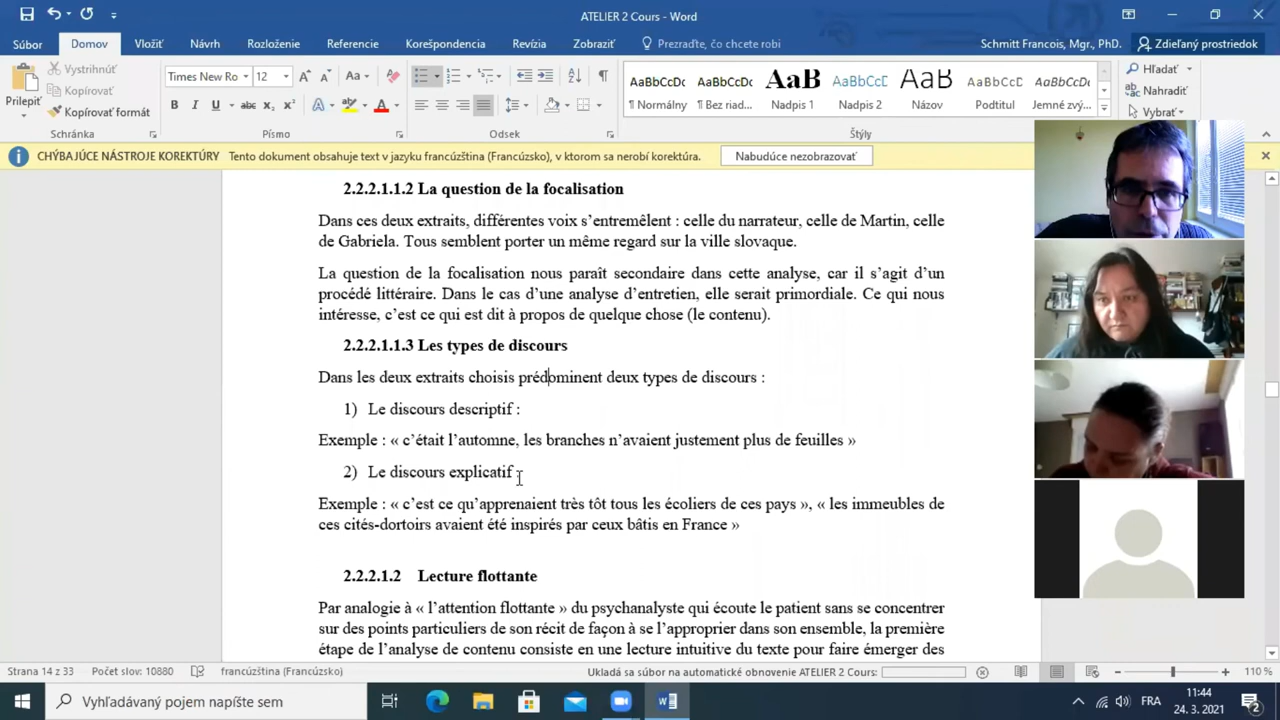 ATELIER 2 Cours - Word
Súbor Domov Vložiť Návrh Rozloženie Referencie Korešpondencia Revízia Zobraziť Prezraďte, čo chcete robiť Schmitt Francois, Mgr., PhD. Zdieľaný prostriedok
Prilepiť
Vystrihnúť
Kopírovať
Kopírovať formát
Times New Ro 12
AaBbCcDc AaBbCcDc AaB AaBbCcD AaB AaBbCcD AaBbCcDc
¶ Normálny ¶ Bez riad... Nadpis 1 Nadpis 2 Názov Podtitul Jemné zvý...
Hľadať
Nahradiť
Vybrať
Schránka Písmo Odsek Štýly
CHÝBAJÚCE NÁSTROJE KOREKTÚRY Tento dokument obsahuje text v jazyku francúzština (Francúzsko), v ktorom sa nerobí korektúra. Nabudúce nezobrazovať
2.2.2.1.1.2 La question de la focalisation
Dans ces deux extraits, différentes voix s’entremêlent : celle du narrateur, celle de Martin, celle
de Gabriela. Tous semblent porter un même regard sur la ville slovaque.
La question de la focalisation nous paraît secondaire dans cette analyse, car il s’agit d’un
procédé littéraire. Dans le cas d’une analyse d’entretien, elle serait primordiale. Ce qui nous
intéresse, c’est ce qui est dit à propos de quelque chose (le contenu).
2.2.2.1.1.3 Les types de discours
Dans les deux extraits choisis prédominent deux types de discours :
1) Le discours descriptif :
Exemple : « c’était l’automne, les branches n’avaient justement plus de feuilles »
2) Le discours explicatif
Exemple : « c’est ce qu’apprenaient très tôt tous les écoliers de ces pays », « les immeubles de
ces cités-dortoirs avaient été inspirés par ceux bâtis en France »
2.2.2.1.2 Lecture flottante
Par analogie à « l’attention flottante » du psychanalyste qui écoute le patient sans se concentrer
sur des points particuliers de son récit de façon à se l’approprier dans son ensemble, la première
étape de l’analyse de contenu consiste en une lecture intuitive du texte pour faire émerger des
Strana 14 z 33 Počet slov: 10880 francúzština (Francúzsko) Ukladá sa súbor na automatické obnovenie ATELIER 2 Cours: 110 %
Vyhľadávaný pojem napíšte sem
FRA
11:44
24. 3. 2021
2